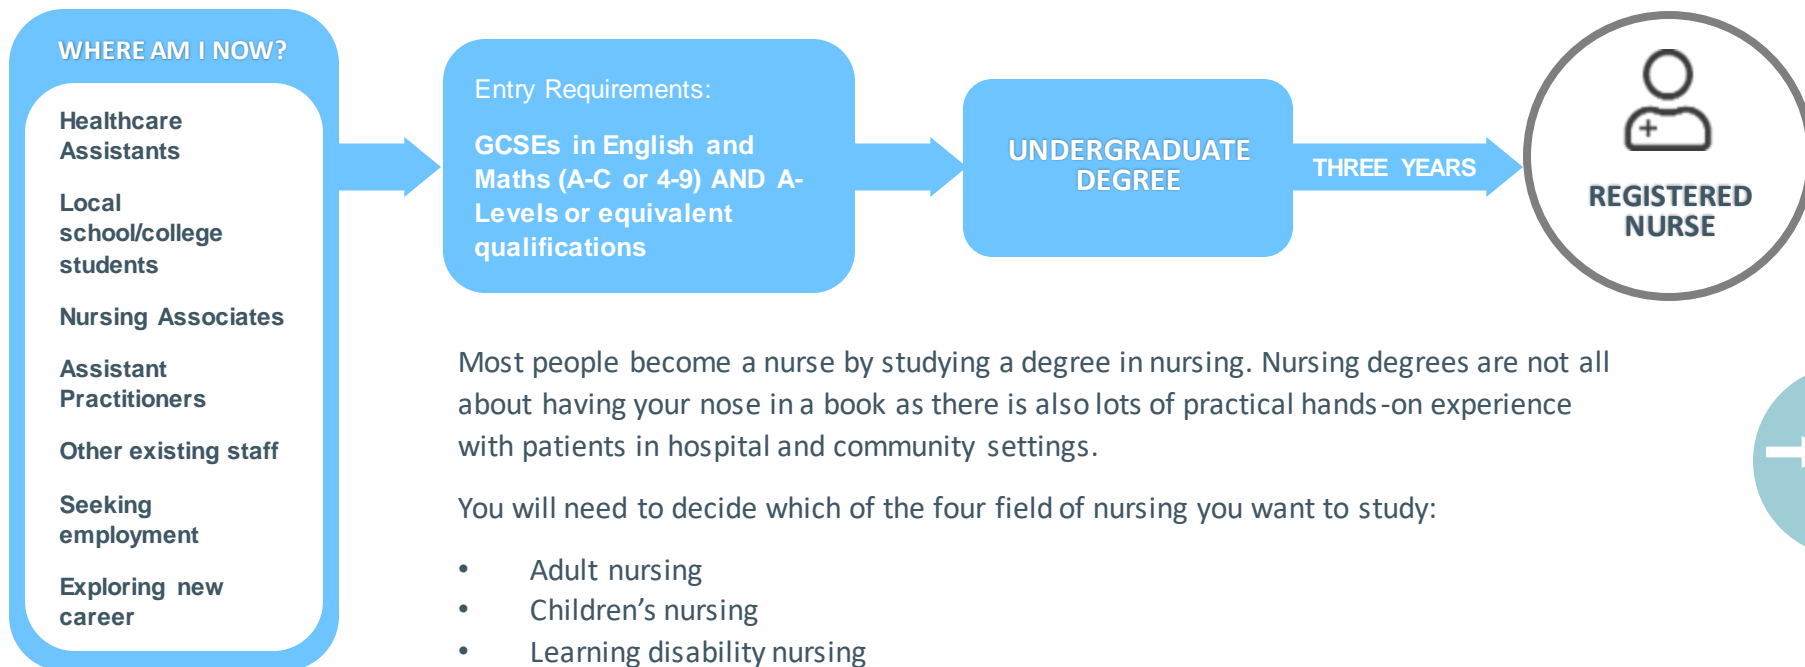 WHERE AM I NOW?
Healthcare
Assistants
Local
school/college
students
Nursing Associates
Assistant
Practitioners
Other existing staff
Seeking
employment
Exploring new
career
Entry Requirements:
GCSEs in English and
Maths (A-C or 4-9) AND A-
Levels or equivalent
qualifications
UNDERGRADUATE
DEGREE
THREE YEARS
REGISTERED
NURSE
Most people become a nurse by studying a degree in nursing. Nursing degrees are not all
about having your nose in a book as there is also lots of practical hands-on experience
with patients in hospital and community settings.
You will need to decide which of the four field of nursing you want to study:
• Adult nursing
• Children’s nursing
• Learning disability nursing